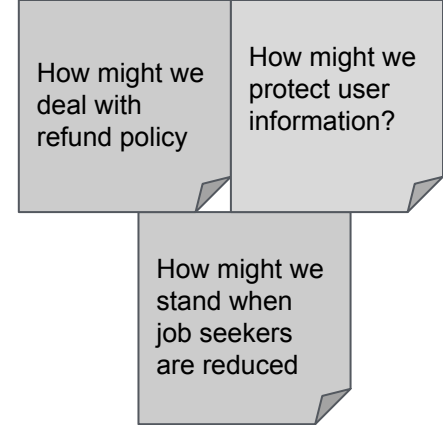 How might we
deal with
refund policy
How might we
protect user
information?
How might we
stand when
job seekers
are reduced